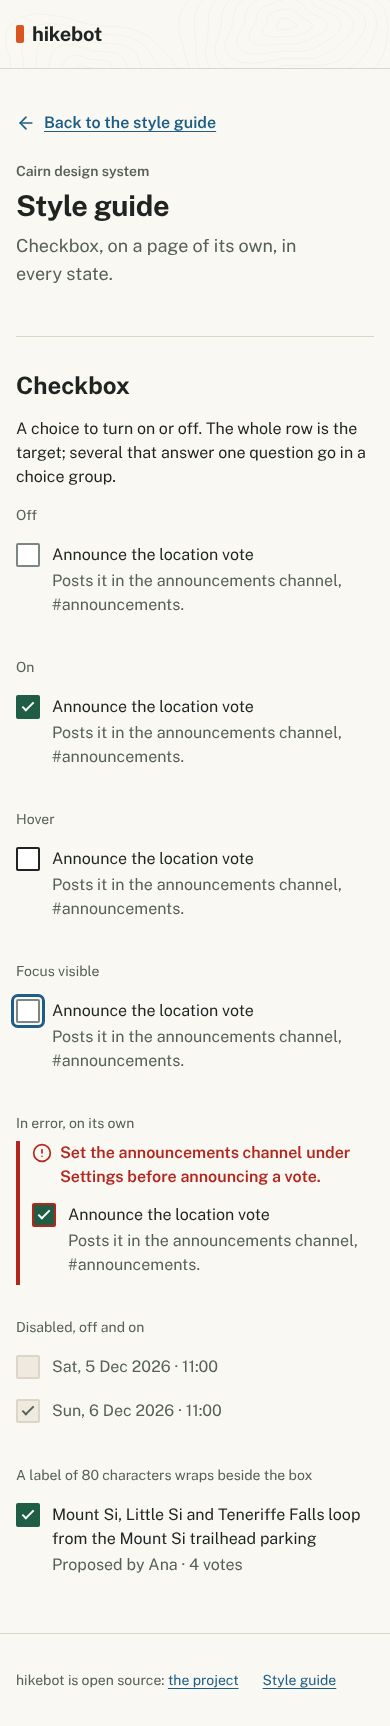 hikebot
Back to the style guide
Cairn design system
Style guide
Checkbox, on a page of its own, in
every state.
Checkbox
A choice to turn on or off. The whole row is the
target; several that answer one question go in a
choice group.
Off
Announce the location vote
Posts it in the announcements channel,
#announcements.
On
Announce the location vote
Posts it in the announcements channel,
#announcements.
Hover
Announce the location vote
Posts it in the announcements channel,
#announcements.
Focus visible
Announce the location vote
Posts it in the announcements channel,
#announcements.
In error, on its own
Set the announcements channel under
Settings before announcing a vote.
Announce the location vote
Posts it in the announcements channel,
#announcements.
Disabled, off and on
Sat, 5 Dec 2026 · 11:00
Sun, 6 Dec 2026 · 11:00
A label of 80 characters wraps beside the box
Mount Si, Little Si and Teneriffe Falls loop
from the Mount Si trailhead parking
Proposed by Ana · 4 votes
hikebot is open source: the project Style guide